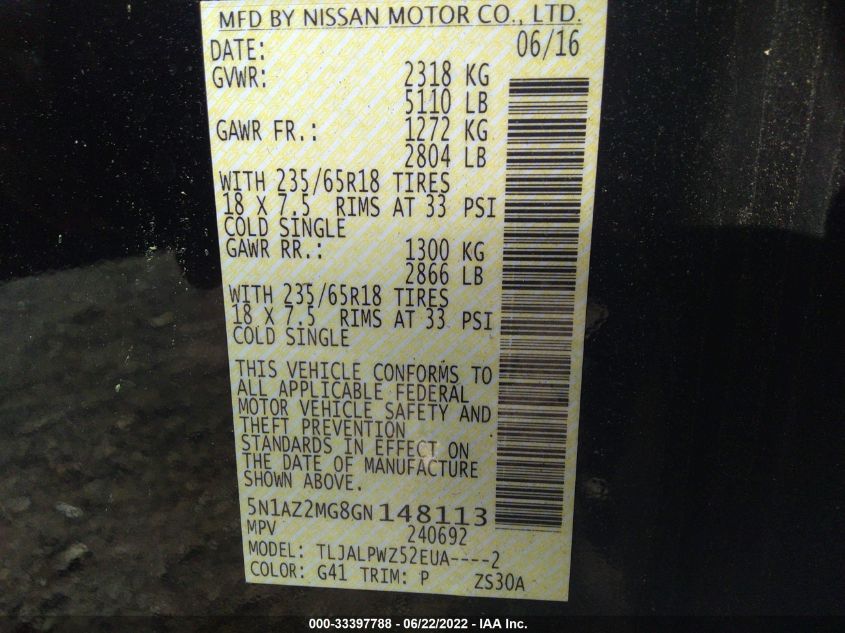 MFD BY NISSAN MOTOR CO., LTD.
DATE: 06/16
GVWR: 2318 KG
5110 LB
GAWR FR.: 1272 KG
2804 LB
WITH 235/65R18 TIRES
18 X 7.5 RIMS AT 33 PSI
COLD SINGLE
GAWR RR.: 1300 KG
2866 LB
WITH 235/65R18 TIRES
18 X 7.5 RIMS AT 33 PSI
COLD SINGLE
THIS VEHICLE CONFORMS TO
ALL APPLICABLE FEDERAL
MOTOR VEHICLE SAFETY AND
THEFT PREVENTION
STANDARDS IN EFFECT ON
THE DATE OF MANUFACTURE
SHOWN ABOVE.
5N1AZ2MG8GN148113
MPV 240692
MODEL: TLJALPWZ52EUA----2
COLOR: G41 TRIM: P ZS30A
000-33397788 - 06/22/2022 - IAA Inc.